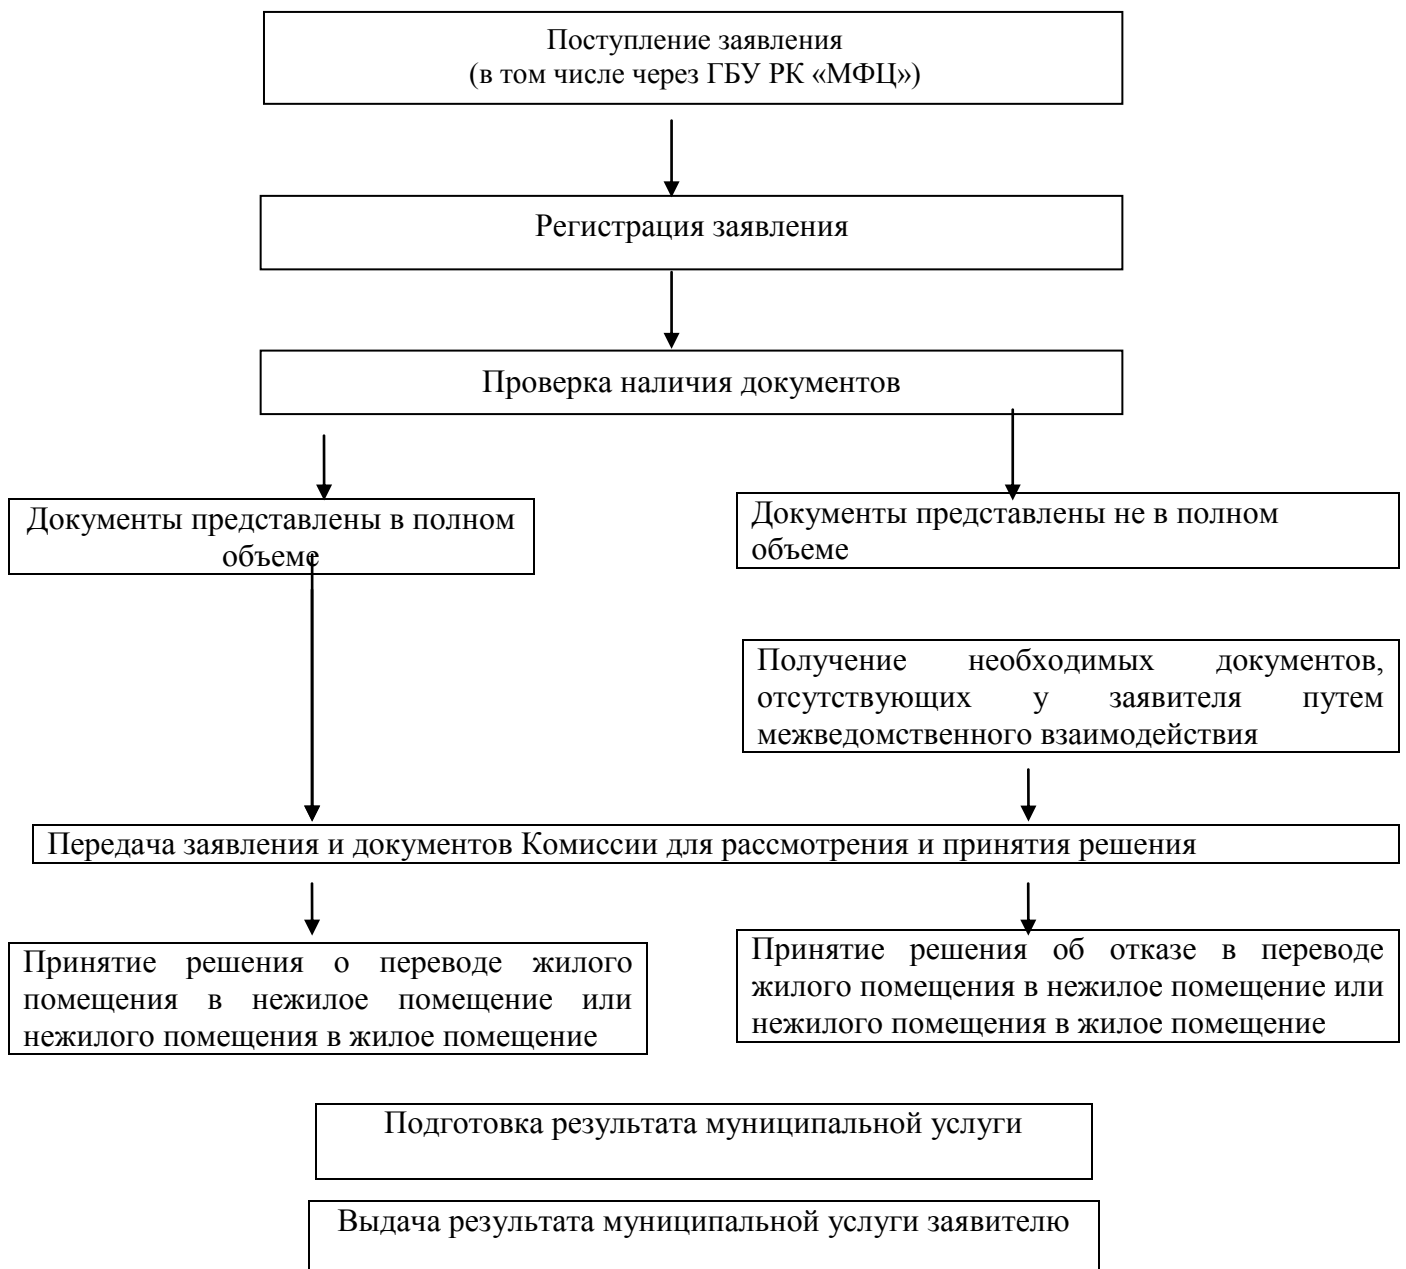 Поступление заявления
(в том числе через ГБУ РК «МФЦ»)
Регистрация заявления
Проверка наличия документов
Документы представлены в полном
объеме
Документы представлены не в полном
объеме
Получение необходимых документов,
отсутствующих у заявителя путем
межведомственного взаимодействия
Передача заявления и документов Комиссии для рассмотрения и принятия решения
Принятие решения о переводе жилого
помещения в нежилое помещение или
нежилого помещения в жилое помещение
Принятие решения об отказе в переводе
жилого помещения в нежилое помещение или
нежилого помещения в жилое помещение
Подготовка результата муниципальной услуги
Выдача результата муниципальной услуги заявителю